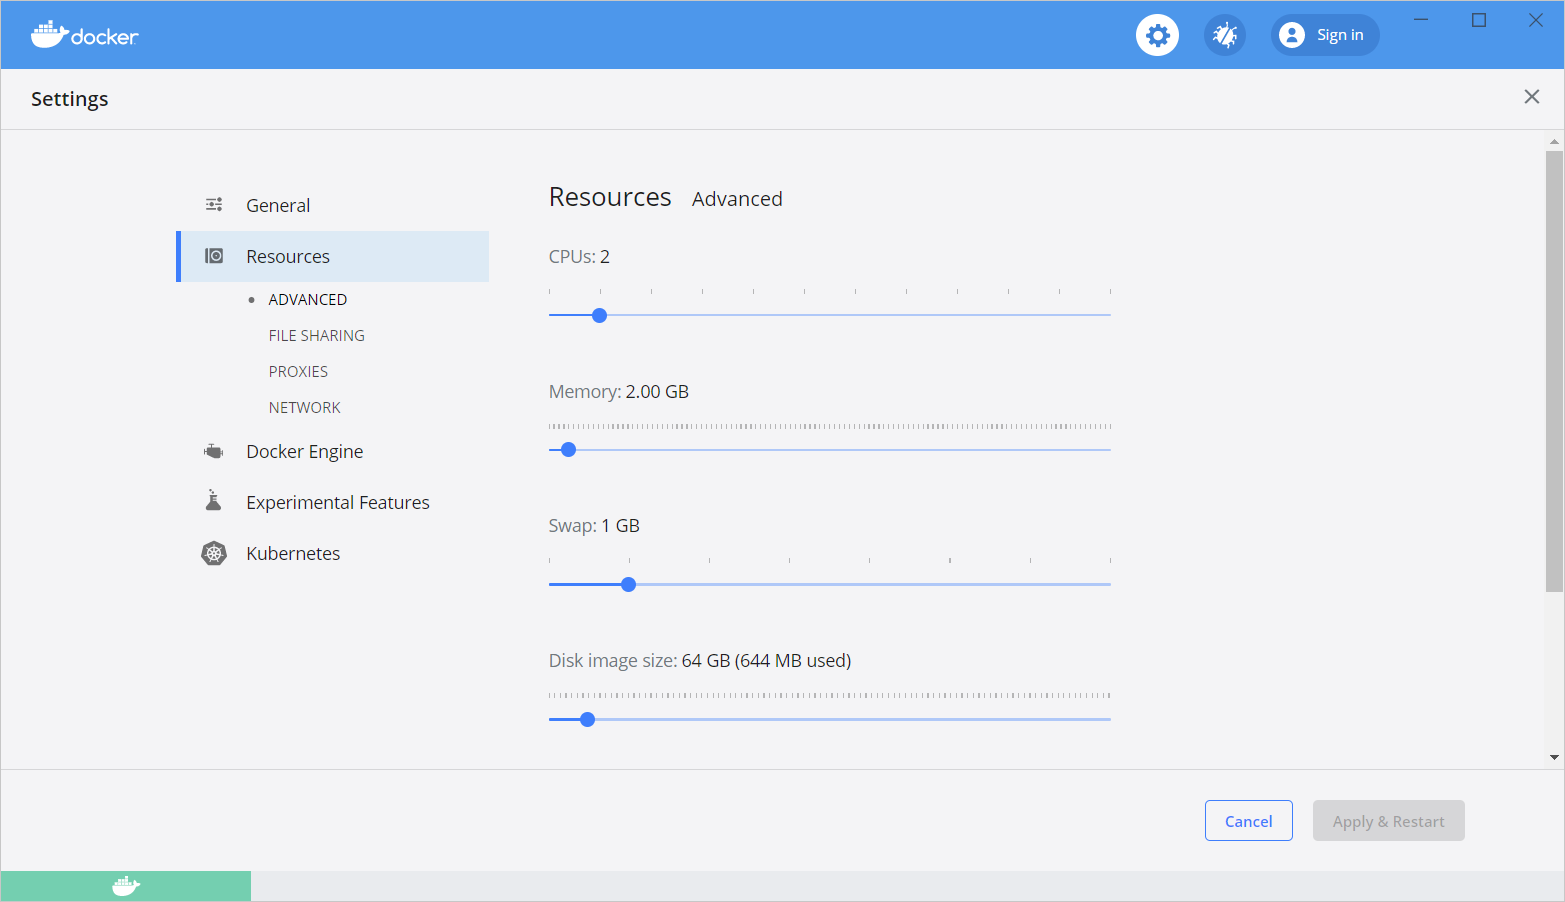 docker
Sign in
Settings
General
Resources
ADVANCED
FILE SHARING
PROXIES
NETWORK
Docker Engine
Experimental Features
Kubernetes
Resources Advanced
CPUs: 2
Memory: 2.00 GB
Swap: 1 GB
Disk image size: 64 GB (644 MB used)
Cancel
Apply & Restart